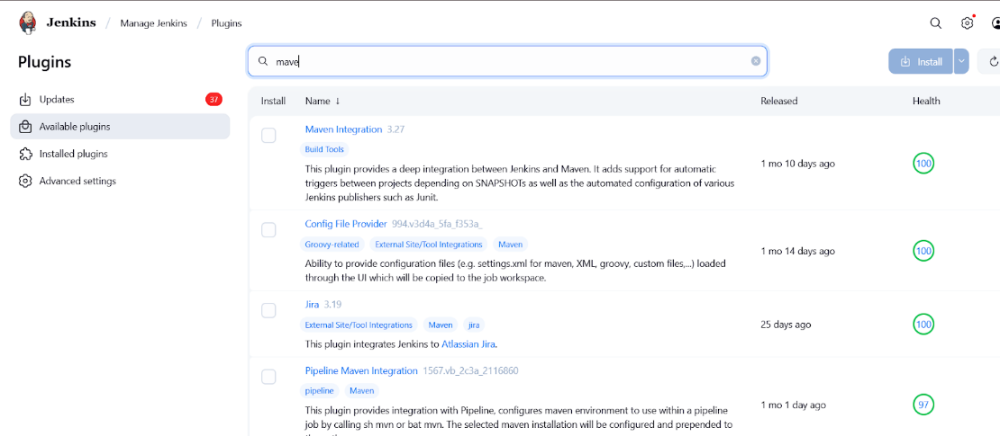 Jenkins / Manage Jenkins / Plugins
Plugins
mave
Install
Updates 37
Available plugins
Installed plugins
Advanced settings
Install Name ↓ Released Health
Maven Integration 3.27
Build Tools
This plugin provides a deep integration between Jenkins and Maven. It adds support for automatic
triggers between projects depending on SNAPSHOTs as well as the automated configuration of various
Jenkins publishers such as Junit.
1 mo 10 days ago
100
Config File Provider 994.v3d4a_5fa_f353a_
Groovy-related External Site/Tool Integrations Maven
Ability to provide configuration files (e.g. settings.xml for maven, XML, groovy, custom files,...) loaded
through the UI which will be copied to the job workspace.
1 mo 14 days ago
100
Jira 3.19
External Site/Tool Integrations Maven jira
This plugin integrates Jenkins to Atlassian Jira.
25 days ago
100
Pipeline Maven Integration 1567.vb_2c3a_2116860
pipeline Maven
This plugin provides integration with Pipeline, configures maven environment to use within a pipeline
job by calling sh mvn or bat mvn. The selected maven installation will be configured and prepended to
1 mo 1 day ago
97